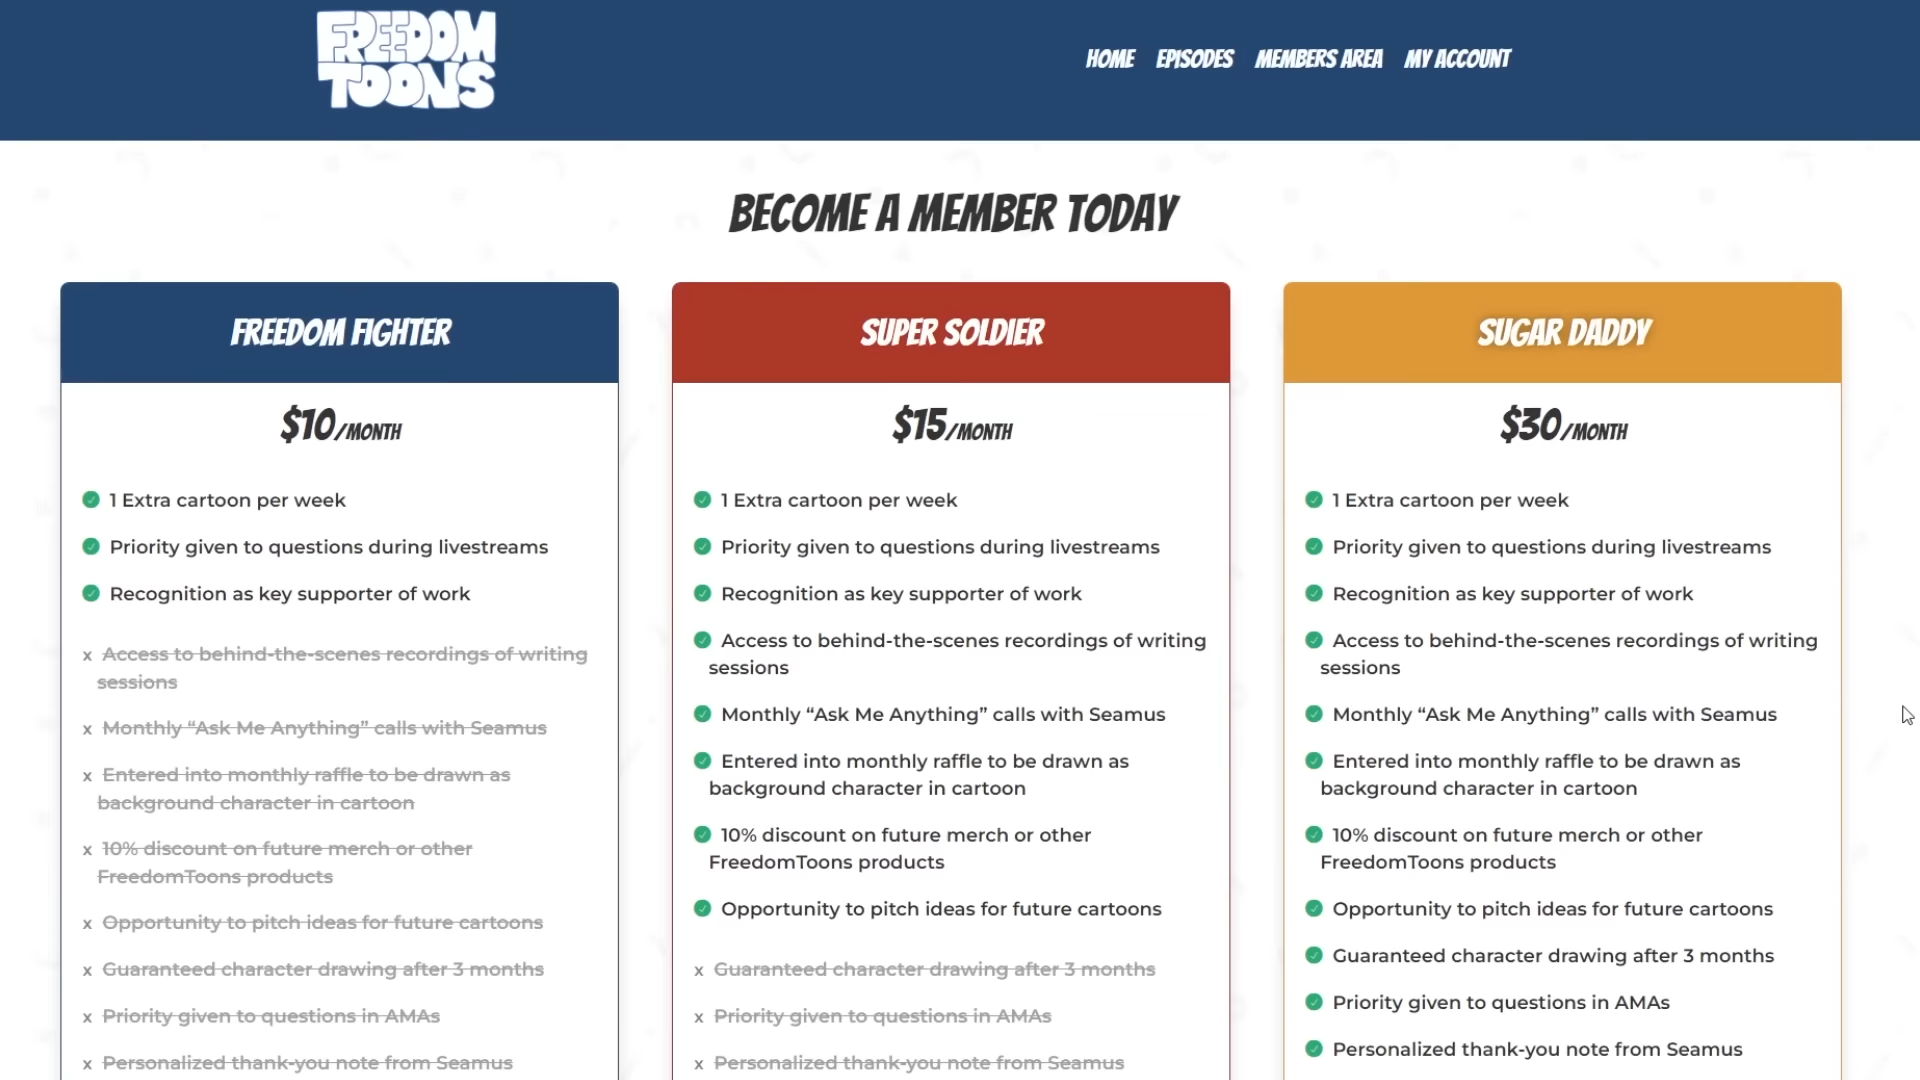 FREEDOM
TOONS
HOME EPISODES MEMBERS AREA MY ACCOUNT
BECOME A MEMBER TODAY
FREEDOM FIGHTER
$10/MONTH
1 Extra cartoon per week
Priority given to questions during livestreams
Recognition as key supporter of work
x Access to behind-the-scenes recordings of writing
sessions
x Monthly “Ask Me Anything” calls with Seamus
x Entered into monthly raffle to be drawn as
background character in cartoon
x 10% discount on future merch or other
FreedomToons products
x Opportunity to pitch ideas for future cartoons
x Guaranteed character drawing after 3 months
x Priority given to questions in AMAs
x Personalized thank-you note from Seamus
SUPER SOLDIER
$15/MONTH
1 Extra cartoon per week
Priority given to questions during livestreams
Recognition as key supporter of work
Access to behind-the-scenes recordings of writing
sessions
Monthly “Ask Me Anything” calls with Seamus
Entered into monthly raffle to be drawn as
background character in cartoon
10% discount on future merch or other
FreedomToons products
Opportunity to pitch ideas for future cartoons
x Guaranteed character drawing after 3 months
x Priority given to questions in AMAs
x Personalized thank-you note from Seamus
SUGAR DADDY
$30/MONTH
1 Extra cartoon per week
Priority given to questions during livestreams
Recognition as key supporter of work
Access to behind-the-scenes recordings of writing
sessions
Monthly “Ask Me Anything” calls with Seamus
Entered into monthly raffle to be drawn as
background character in cartoon
10% discount on future merch or other
FreedomToons products
Opportunity to pitch ideas for future cartoons
Guaranteed character drawing after 3 months
Priority given to questions in AMAs
Personalized thank-you note from Seamus